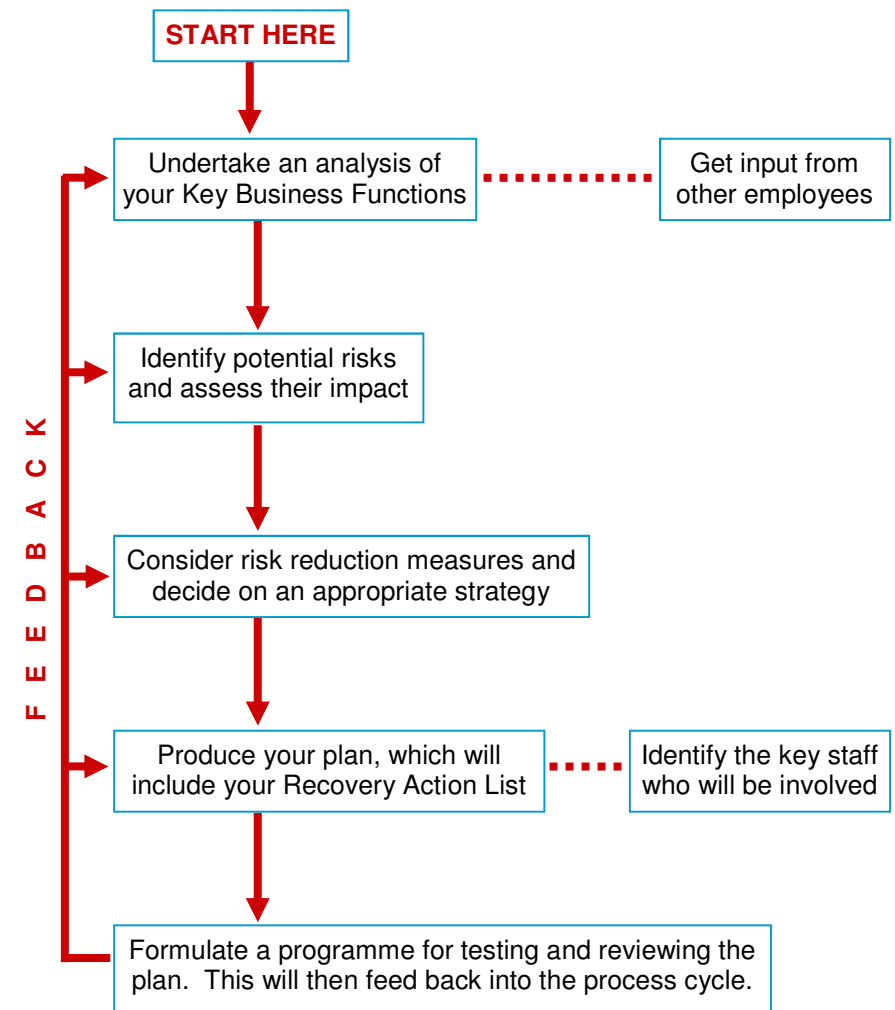 START HERE
Undertake an analysis of
your Key Business Functions
Get input from
other employees
Identify potential risks
and assess their impact
Consider risk reduction measures and
decide on an appropriate strategy
Produce your plan, which will
include your Recovery Action List
Identify the key staff
who will be involved
Formulate a programme for testing and reviewing the
plan.  This will then feed back into the process cycle.
F E E D B A C K